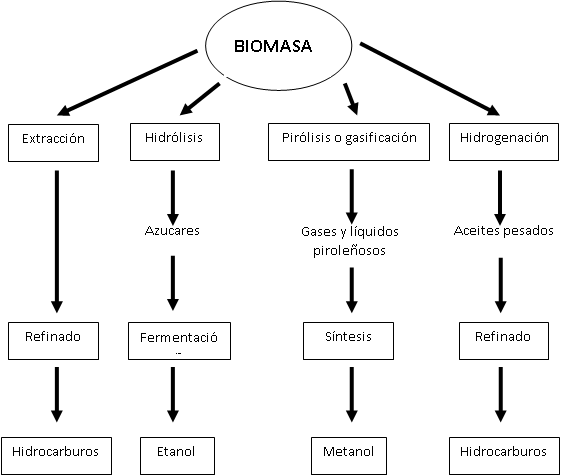 BIOMASA
Extracción
Hidrólisis
Pirólisis o gasificación
Hidrogenación
Azucares
Gases y líquidos
piroleñosos
Aceites pesados
Refinado
Fermentació
Síntesis
Refinado
Hidrocarburos
Etanol
Metanol
Hidrocarburos